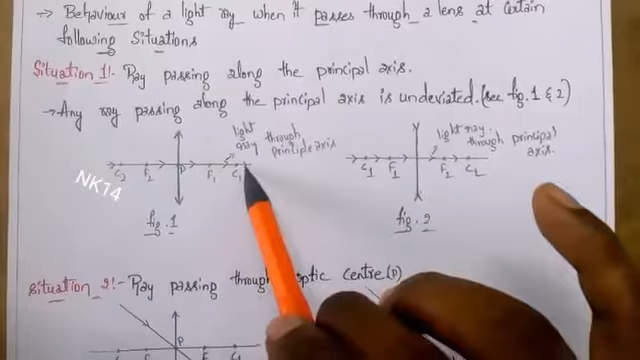 → Behaviour of a light ray when it passes through a lens at certain
following situations
Situation 1:- Ray passing along the principal axis.
→ Any ray passing along the principal axis is undeviated. (see fig. 1 & 2)
light ray through principle axis
C2 F2 P F1 C1
fig. 1
light ray through principal axis.
C1 F1 F2 C2
fig. 2
NK14
Situation 2:- Ray passing through optic centre (P)
P